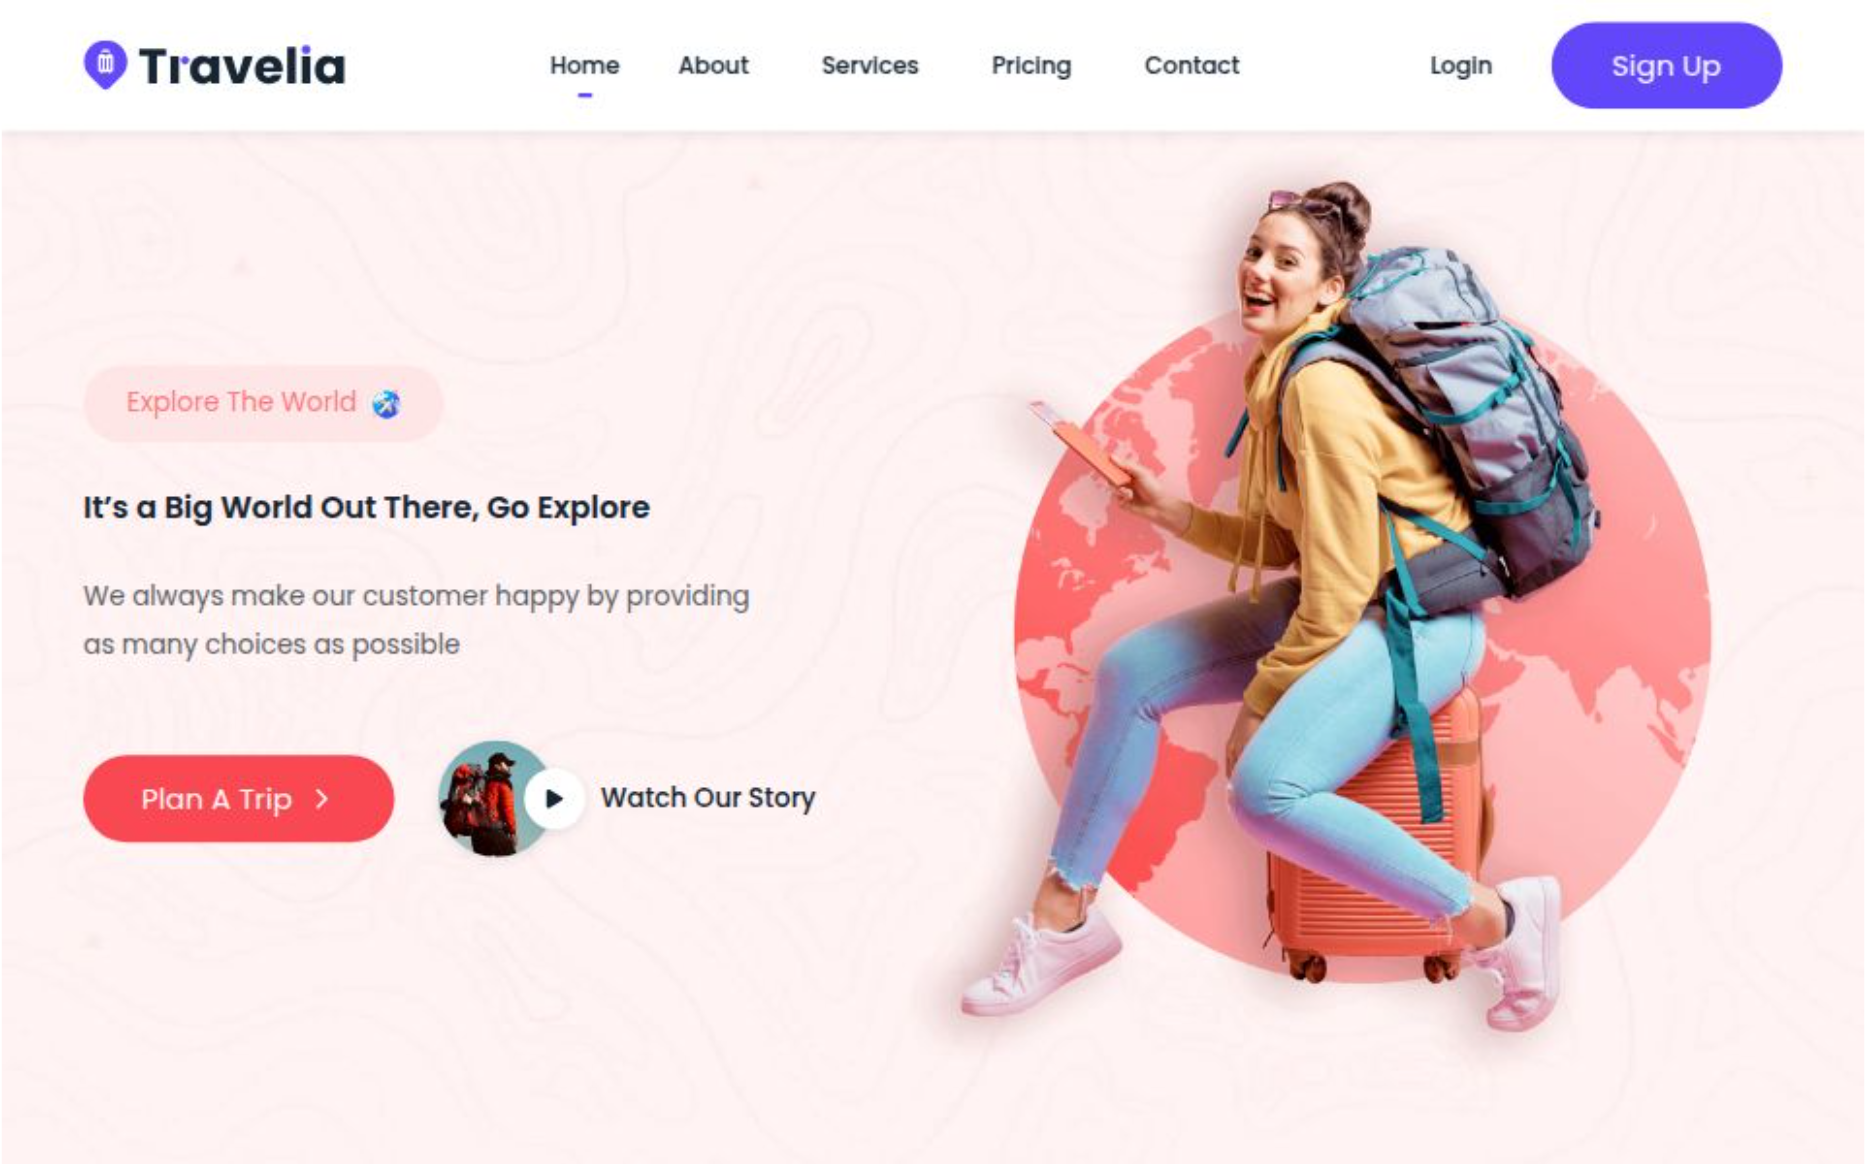 Travelia
Home About Services Pricing Contact Login Sign Up
Explore The World
It’s a Big World Out There, Go Explore
We always make our customer happy by providing
as many choices as possible
Plan A Trip
Watch Our Story